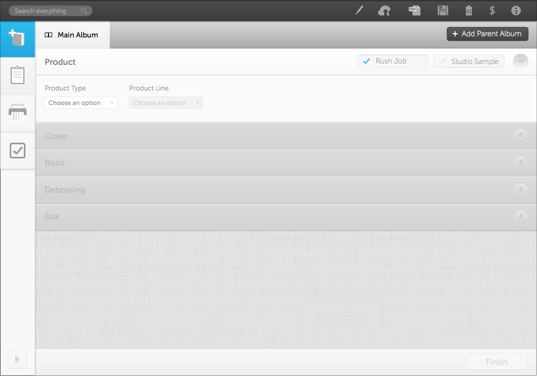 Search everything
$
Main Album
+ Add Parent Album
Product
Rush Job
Studio Sample
Product Type
Product Line
Choose an option
Choose an option
Cover
Book
Debossing
Box
Finish